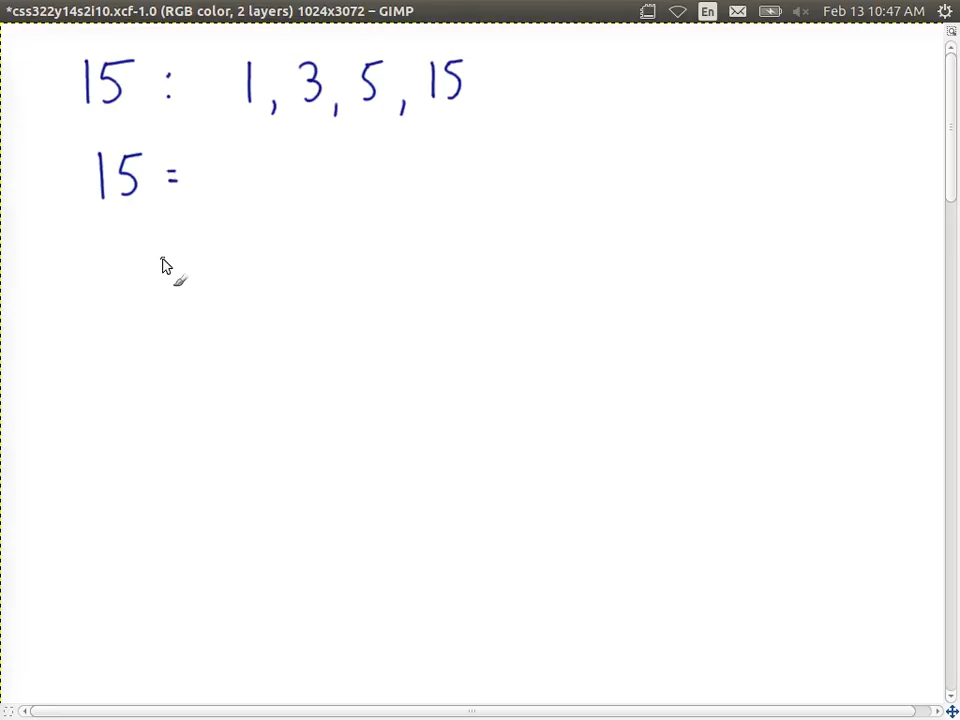 *css322y14s2i10.xcf-1.0 (RGB color, 2 layers) 1024x3072 – GIMP
En
Feb 13 10:47 AM
15 : 1, 3, 5, 15
15 =